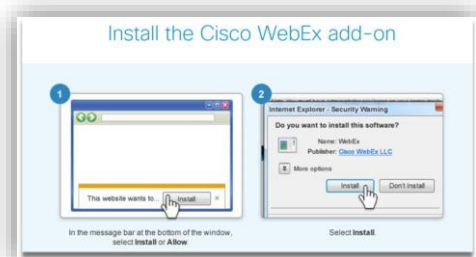 Install the Cisco WebEx add-on
1
This website wants to...
Install
In the message bar at the bottom of the window,
select Install or Allow.
2
Internet Explorer - Security Warning
Do you want to install this software?
Name: WebEx
Publisher: Cisco WebEx LLC
More options
Install
Don't Install
Select Install.